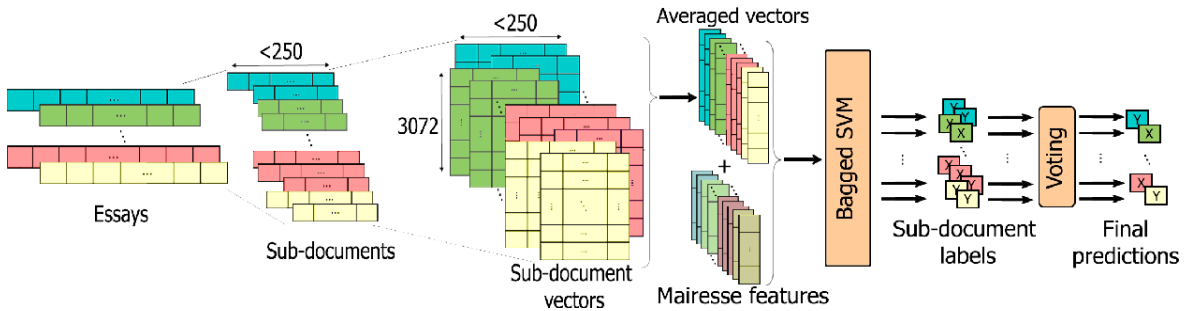 Essays
<250
Sub-documents
<250
3072
Sub-document
vectors
Averaged vectors
+
Mairesse features
Bagged SVM
Y
Y
X
X
X
X
Y
Y
Sub-document
labels
Voting
Y
X
X
Y
Final
predictions